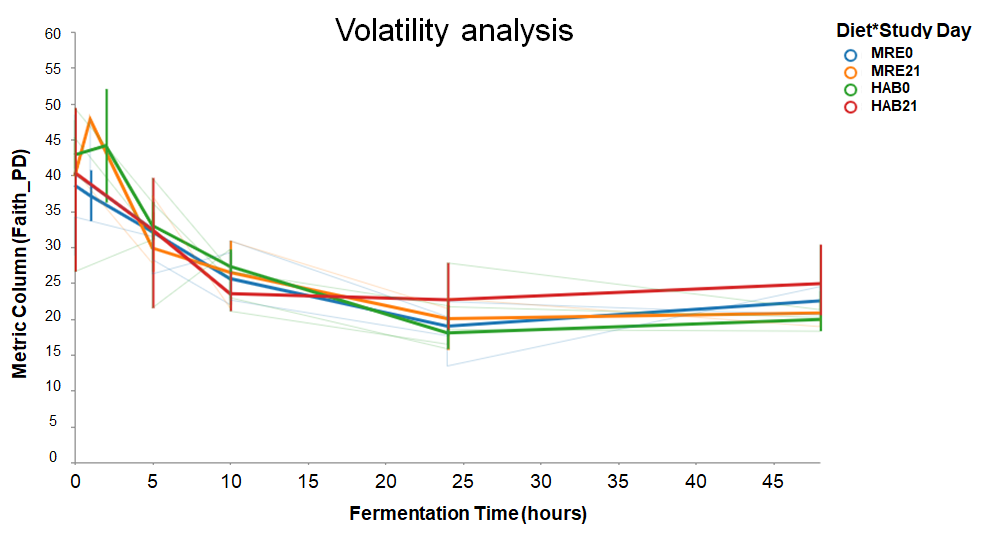 Volatility analysis
Diet*Study Day
MRE0
MRE21
HAB0
HAB21
Metric Column (Faith_PD)
60
55
50
45
40
35
30
25
20
15
10
5
0
0 5 10 15 20 25 30 35 40 45
Fermentation Time (hours)